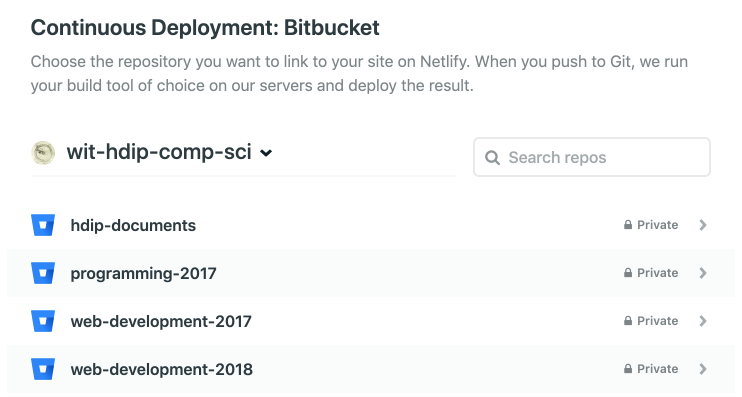 Continuous Deployment: Bitbucket
Choose the repository you want to link to your site on Netlify. When you push to Git, we run
your build tool of choice on our servers and deploy the result.
wit-hdip-comp-sci
Search repos
hdip-documents Private
programming-2017 Private
web-development-2017 Private
web-development-2018 Private